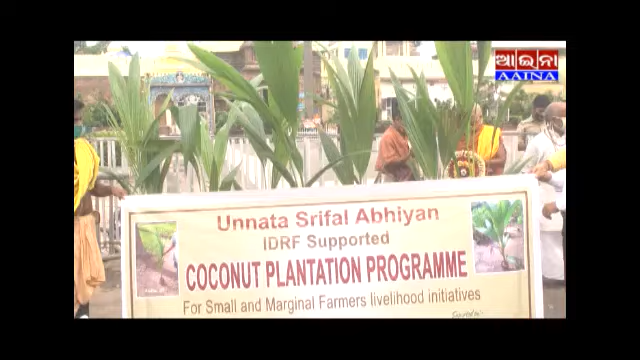 ଆଇନା
AAINA
Unnata Srifal Abhiyan
IDRF Supported
COCONUT PLANTATION PROGRAMME
For Small and Marginal Farmers livelihood initiatives